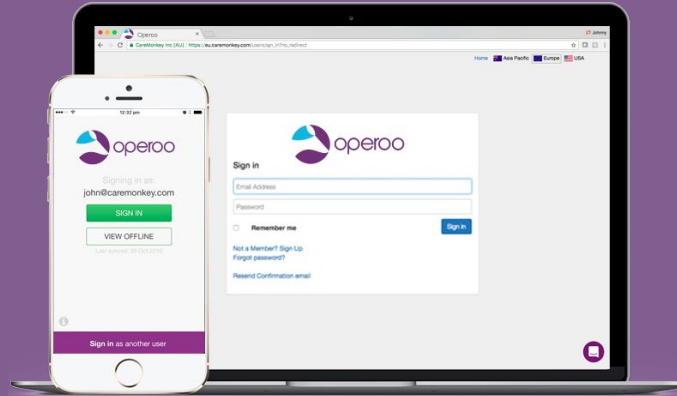 Operoo
Johnny
CareMonkey Inc [AU] | https://eu.caremonkey.com/users/sign_in?no_redirect
Home Asia Pacific Europe USA
operoo
Sign in
Email Address
Password
Remember me
Sign in
Not a Member? Sign Up
Forgot password?
Resend Confirmation email
12:32 pm
operoo
Signing in as:
john@caremonkey.com
SIGN IN
VIEW OFFLINE
Sign in as another user